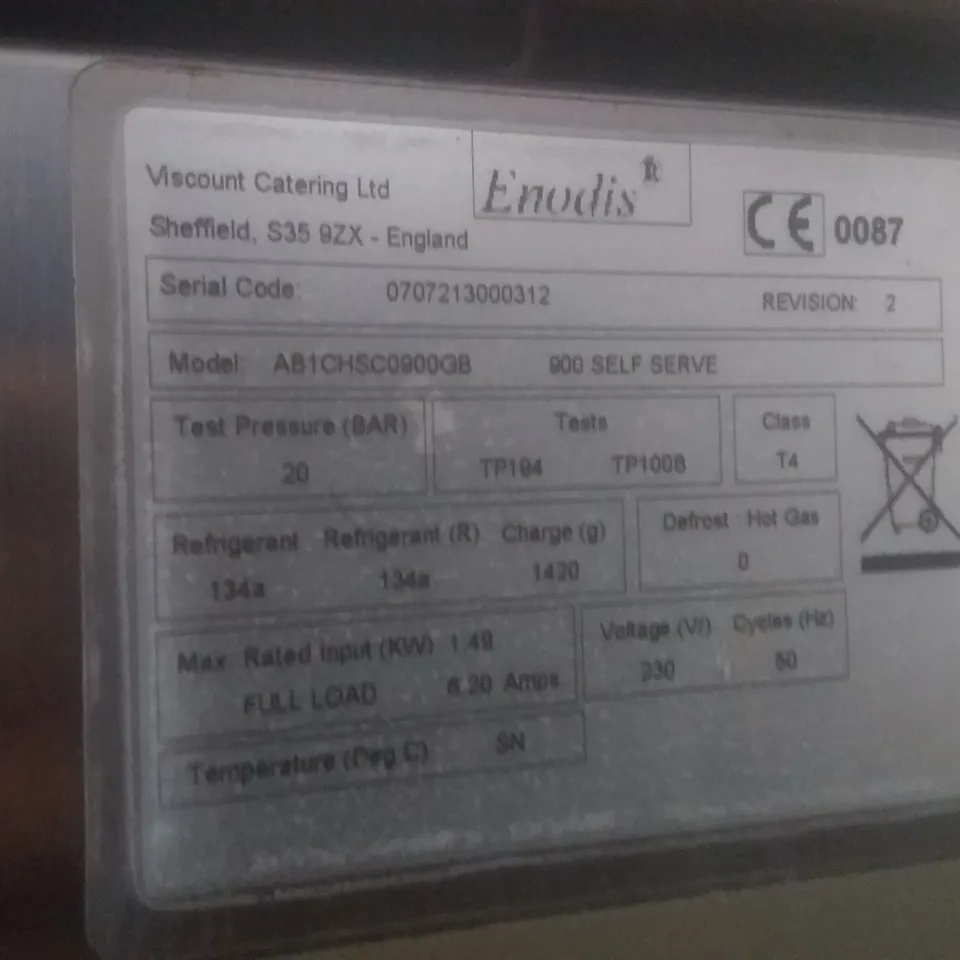 Viscount Catering Ltd
Enodis
Sheffield, S35 9ZX - England
CE 0087
Serial Code: 0707213000312 REVISION: 2
Model: AB1CHSC0900GB 900 SELF SERVE
Test Pressure (BAR) Tests Class
20 TP194 TP100B T4
Refrigerant Refrigerant (R) Charge (g) Defrost : Hot Gas
134a 134a 1420 0
Max Rated Input (KW) 1.49 Voltage (V/) Cycles (Hz)
FULL LOAD 6.20 Amps 230 50
Temperature (Deg C) SN